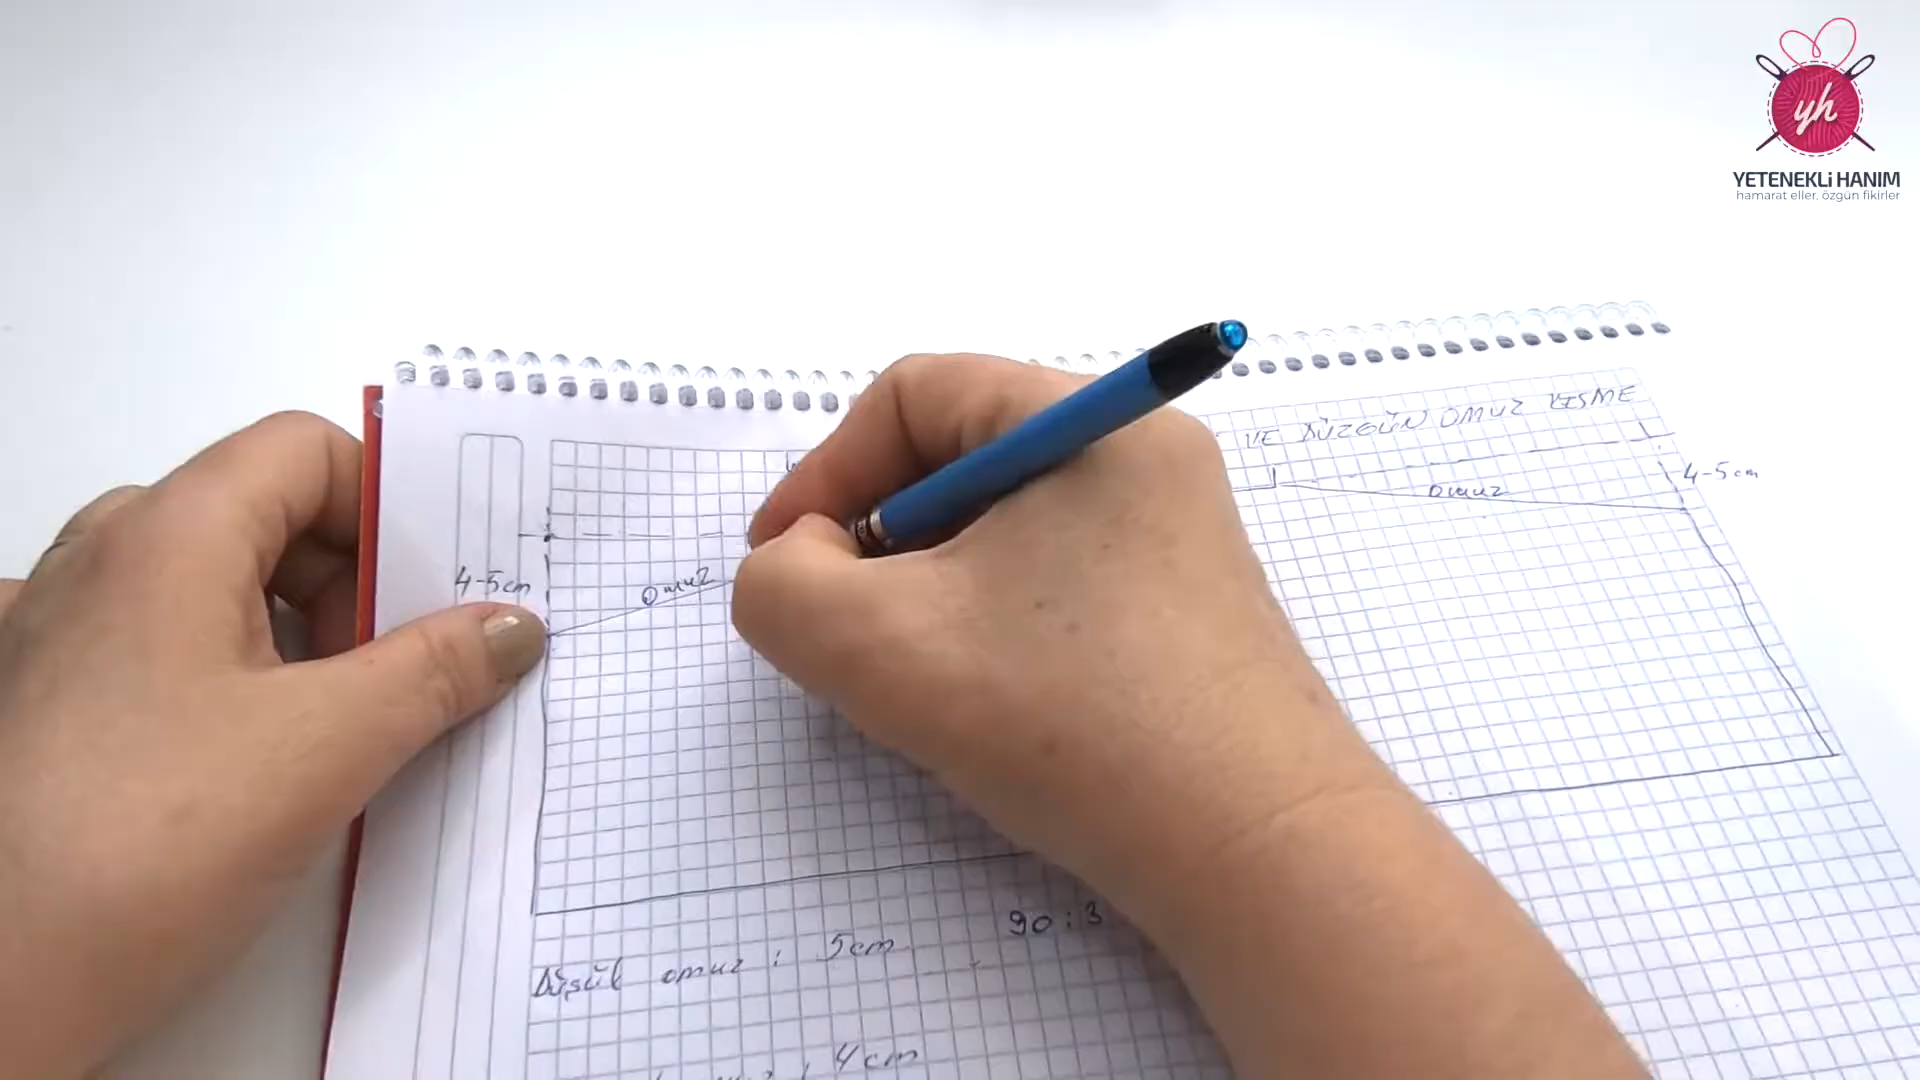 yh
YETENEKLİ HANIM
hamarat eller, özgün fikirler
VE DÜZGÜN OMUZ KESME
4-5cm
omuz
4-5cm
Omuz
90:3
Düşük omuz : 5cm
: 4cm